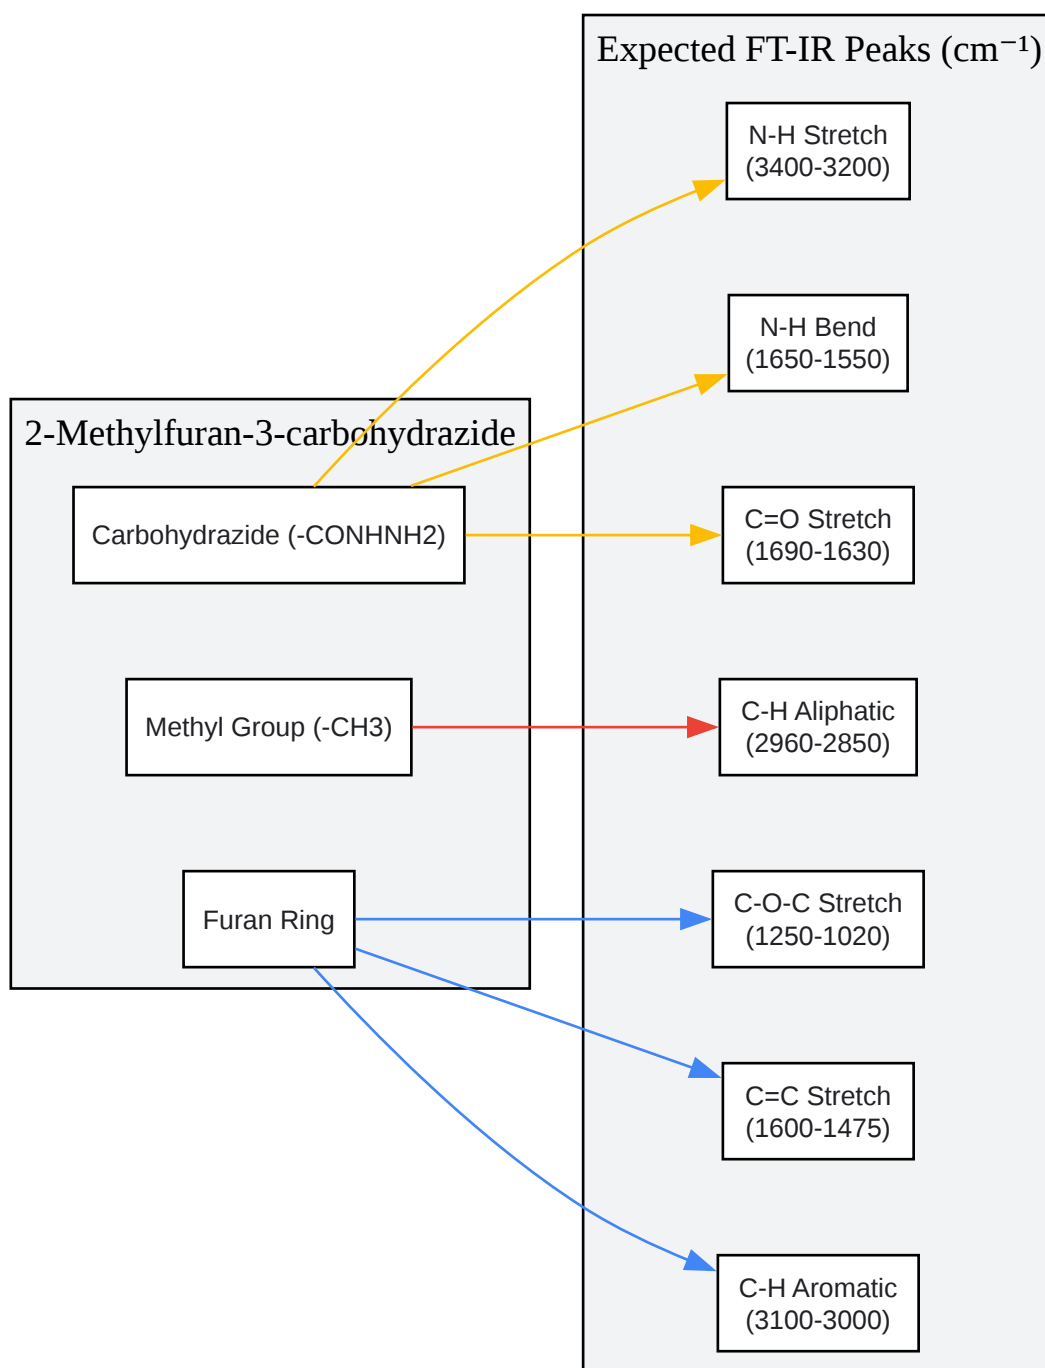 Expected FT-IR Peaks (cm⁻¹)
N-H Stretch
(3400-3200)
N-H Bend
(1650-1550)
2-Methylfuran-3-carbohydrazide
Carbohydrazide (-CONHNH2)
C=O Stretch
(1690-1630)
Methyl Group (-CH3)
C-H Aliphatic
(2960-2850)
Furan Ring
C-O-C Stretch
(1250-1020)
C=C Stretch
(1600-1475)
C-H Aromatic
(3100-3000)